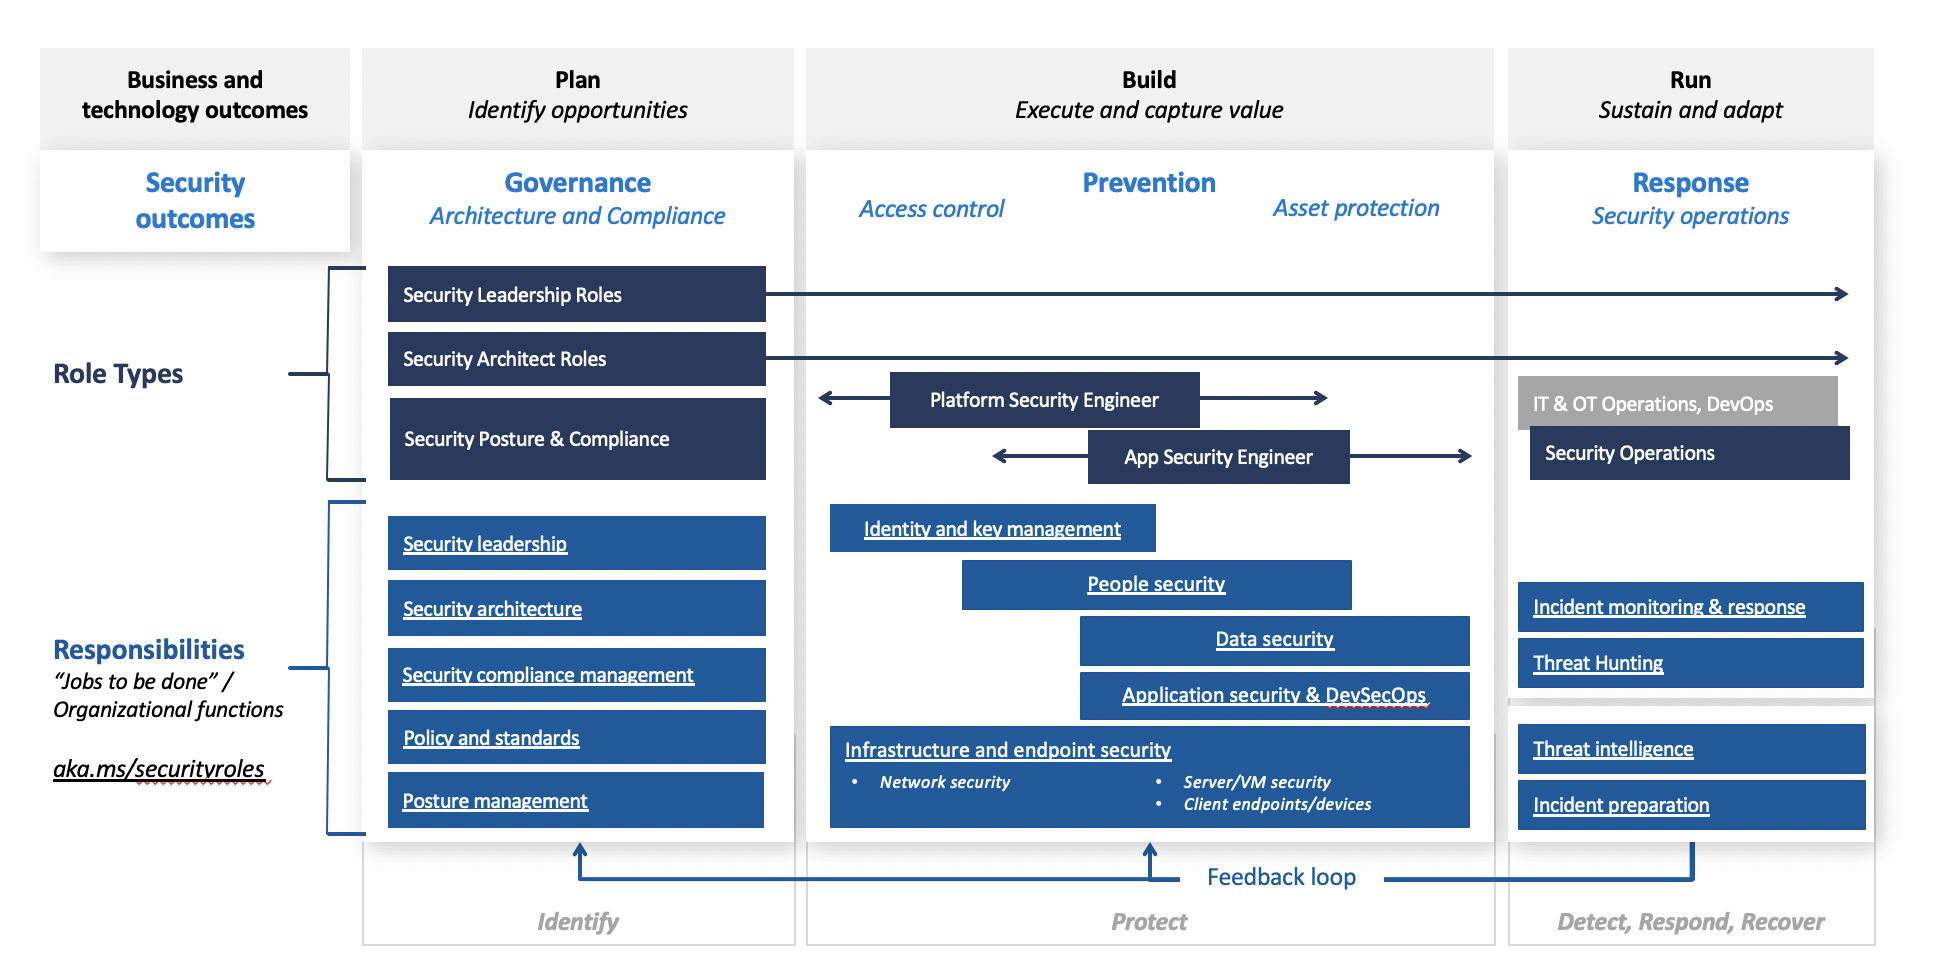 Business and
technology outcomes
Plan
Identify opportunities
Build
Execute and capture value
Run
Sustain and adapt
Security
outcomes
Governance
Architecture and Compliance
Prevention
Access control
Asset protection
Response
Security operations
Role Types
Security Leadership Roles
Security Architect Roles
Security Posture & Compliance
Platform Security Engineer
App Security Engineer
IT & OT Operations, DevOps
Security Operations
Responsibilities
“Jobs to be done” /
Organizational functions
aka.ms/securityroles
Security leadership
Security architecture
Security compliance management
Policy and standards
Posture management
Identity and key management
People security
Data security
Application security & DevSecOps
Infrastructure and endpoint security
• Network security
• Server/VM security
• Client endpoints/devices
Incident monitoring & response
Threat Hunting
Threat intelligence
Incident preparation
Feedback loop
Identify
Protect
Detect, Respond, Recover